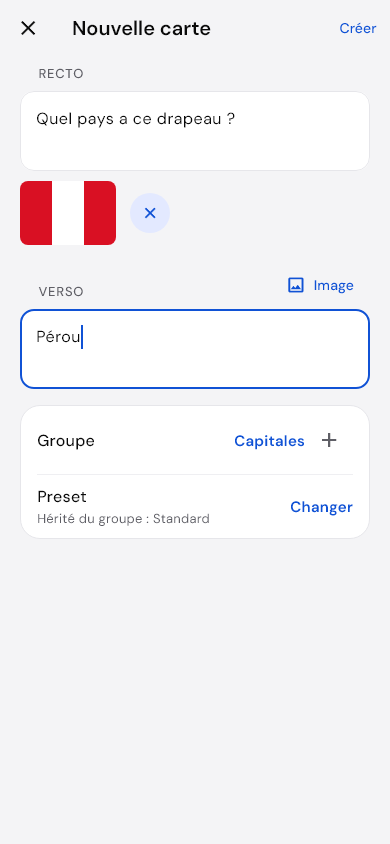 Nouvelle carte
Créer
RECTO
Quel pays a ce drapeau ?
Image
VERSO
Pérou
Groupe
Capitales
Preset
Hérité du groupe : Standard
Changer